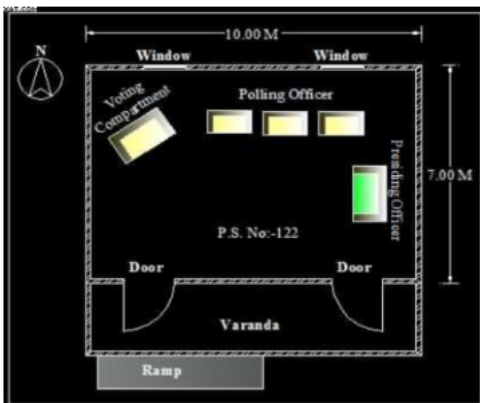 10.00 M
N
Window
Window
Voting
Compartment
Polling Officer
Presiding Officer
7.00 M
P.S. No:-122
Door
Door
Varanda
Ramp